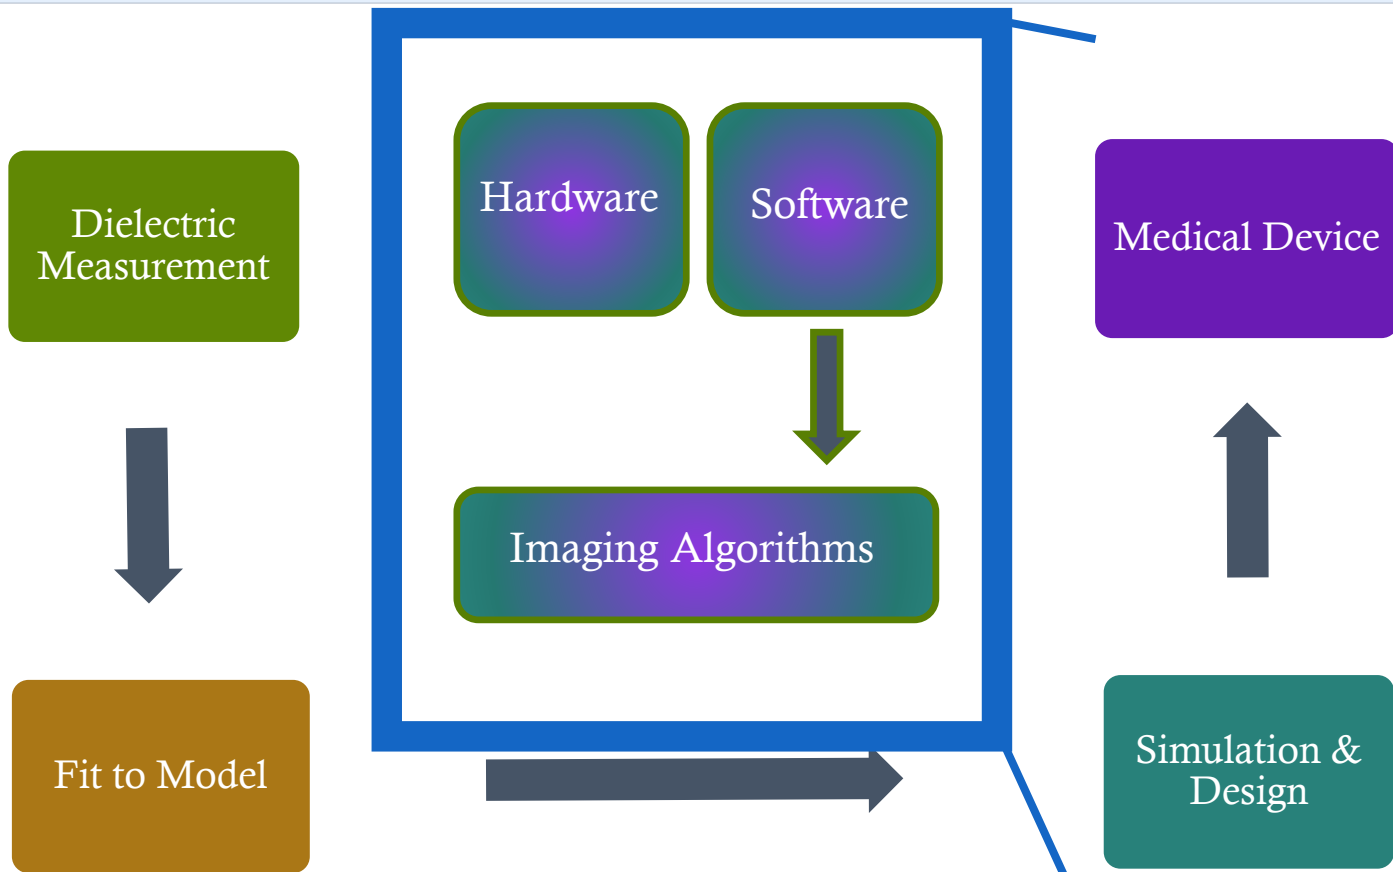 Hardware
Software
Dielectric
Measurement
Medical Device
Imaging Algorithms
Fit to Model
Simulation &
Design